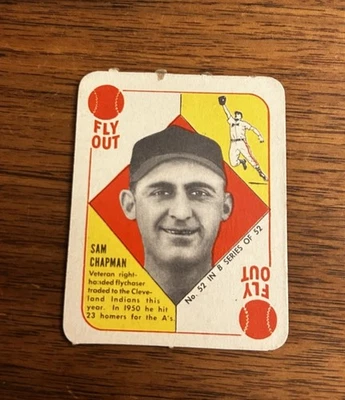 FLY
OUT
SAM
CHAPMAN
Veteran right-
handed flychaser
traded to the Cleve-
land Indians this
year. In 1950 he hit
23 homers for the A's.
No. 52 IN B SERIES OF 52
FLY
OUT